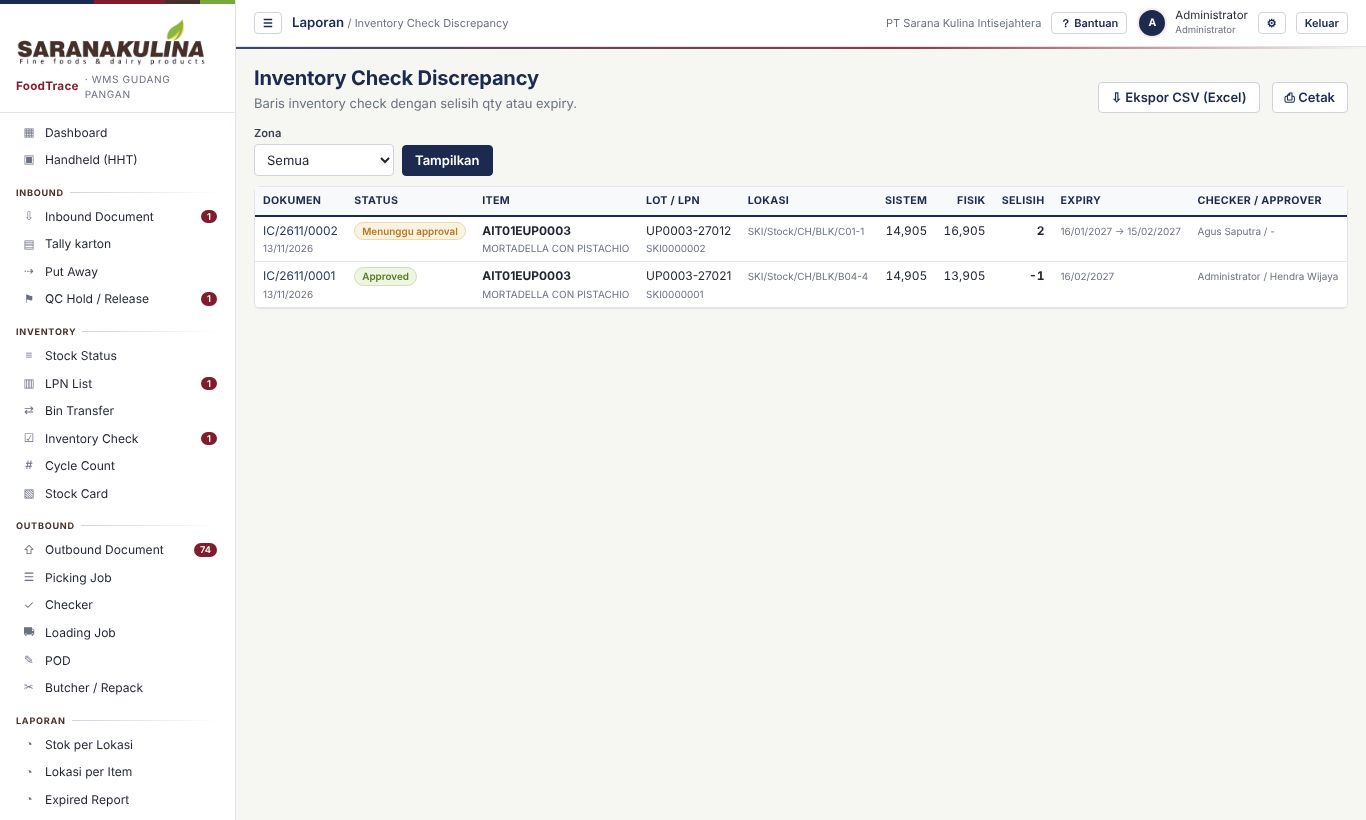 SARANAKULINA
Fine foods & dairy products
FoodTrace · WMS GUDANG PANGAN
Dashboard
Handheld (HHT)
INBOUND
Inbound Document 1
Tally karton
Put Away
QC Hold / Release 1
INVENTORY
Stock Status
LPN List 1
Bin Transfer
Inventory Check 1
# Cycle Count
Stock Card
OUTBOUND
Outbound Document 74
Picking Job
Checker
Loading Job
POD
Butcher / Repack
LAPORAN
Stok per Lokasi
Lokasi per Item
Expired Report
Laporan / Inventory Check Discrepancy
PT Sarana Kulina Intisejahtera
? Bantuan
A
Administrator
Administrator
Keluar
Inventory Check Discrepancy
Baris inventory check dengan selisih qty atau expiry.
⇩ Ekspor CSV (Excel)
⎙ Cetak
Zona
Semua
Tampilkan
DOKUMEN STATUS ITEM LOT / LPN LOKASI SISTEM FISIK SELISIH EXPIRY CHECKER / APPROVER
IC/2611/0002 Menunggu approval AIT01EUP0003 UP0003-27012 SKI/Stock/CH/BLK/C01-1 14,905 16,905 2 16/01/2027 → 15/02/2027 Agus Saputra / -
13/11/2026 MORTADELLA CON PISTACHIO SKI0000002
IC/2611/0001 Approved AIT01EUP0003 UP0003-27021 SKI/Stock/CH/BLK/B04-4 14,905 13,905 -1 16/02/2027 Administrator / Hendra Wijaya
13/11/2026 MORTADELLA CON PISTACHIO SKI0000001